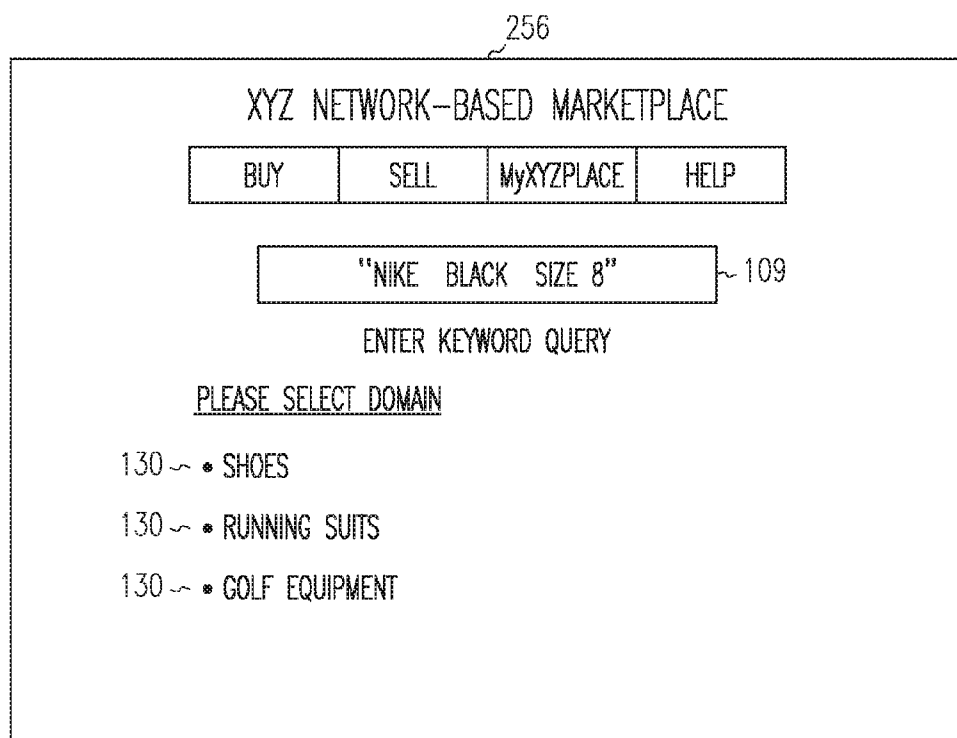 256
XYZ NETWORK-BASED MARKETPLACE
BUY SELL MyXYZPLACE HELP
"NIKE BLACK SIZE 8" 109
ENTER KEYWORD QUERY
PLEASE SELECT DOMAIN
130 • SHOES
130 • RUNNING SUITS
130 • GOLF EQUIPMENT